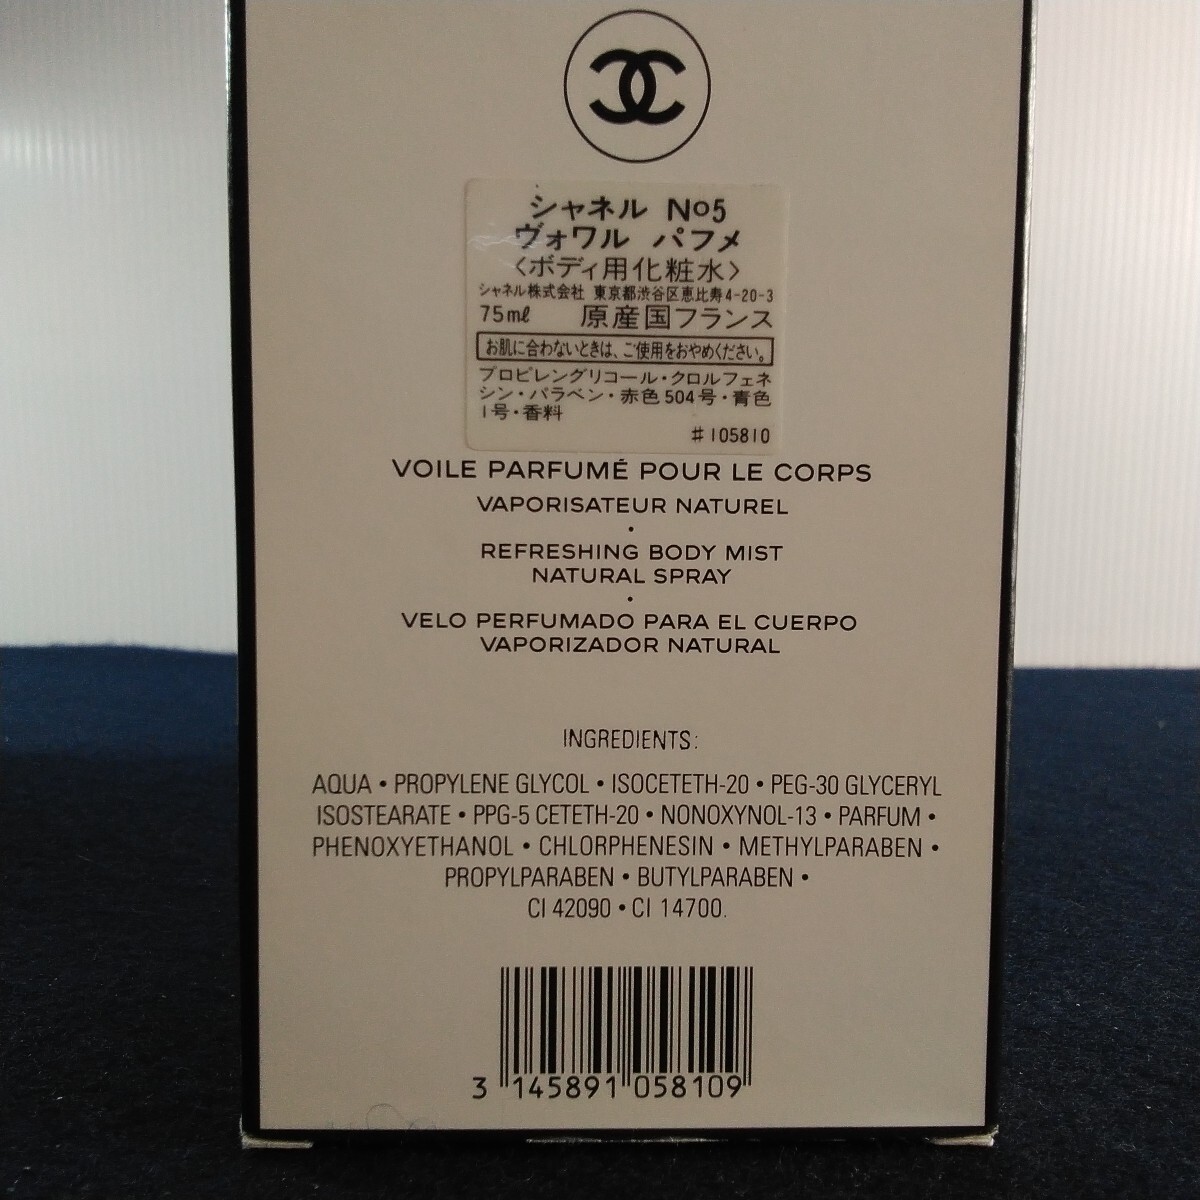 シャネル No5
ヴォワル パフメ
〈ボディ用化粧水〉
シャネル株式会社 東京都渋谷区恵比寿4-20-3
75ml 原産国フランス
お肌に合わないときは、ご使用をおやめください。
プロピレングリコール・クロルフェネ
シン・パラベン・赤色504号・青色
1号・香料
#105810
VOILE PARFUMÉ POUR LE CORPS
VAPORISATEUR NATUREL
•
REFRESHING BODY MIST
NATURAL SPRAY
•
VELO PERFUMADO PARA EL CUERPO
VAPORIZADOR NATURAL
INGREDIENTS:
AQUA • PROPYLENE GLYCOL • ISOCETETH-20 • PEG-30 GLYCERYL
ISOSTEARATE • PPG-5 CETETH-20 • NONOXYNOL-13 • PARFUM •
PHENOXYETHANOL • CHLORPHENESIN • METHYLPARABEN •
PROPYLPARABEN • BUTYLPARABEN •
CI 42090 • CI 14700.
3 145891 058109